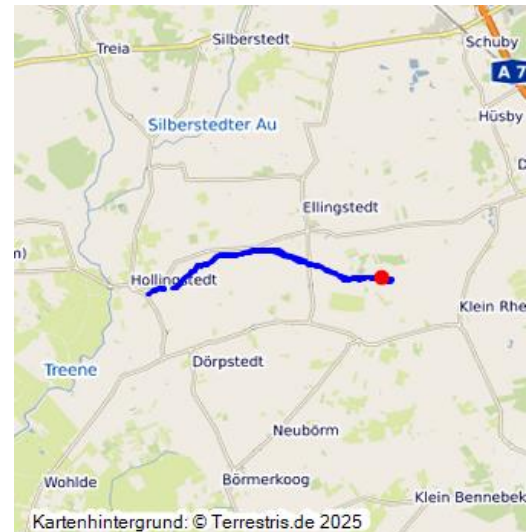 Silberstedt
Treia
Schuby
A 7
Hüsby
Silberstedter Au
D
Ellingstedt
m)
Hollingstedt
Klein Rhe
Dörpstedt
Treene
Neubörm
Wohlde
Börmerkoog
Klein Bennebek
Kartenhintergrund: © Terrestris.de 2025